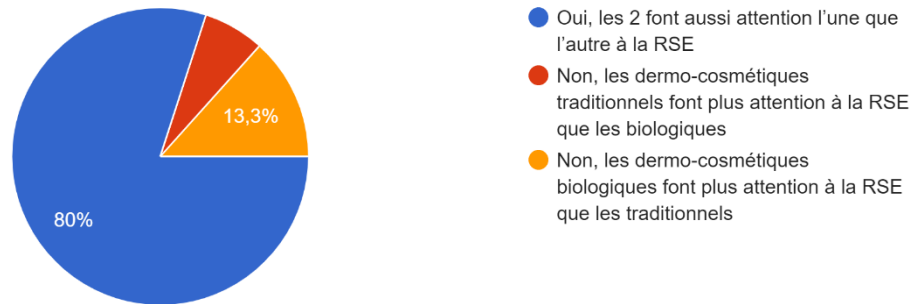 Oui, les 2 font aussi attention l’une que
l’autre à la RSE
Non, les dermo-cosmétiques
traditionnels font plus attention à la RSE
que les biologiques
Non, les dermo-cosmétiques
biologiques font plus attention à la RSE
que les traditionnels
13,3%
80%